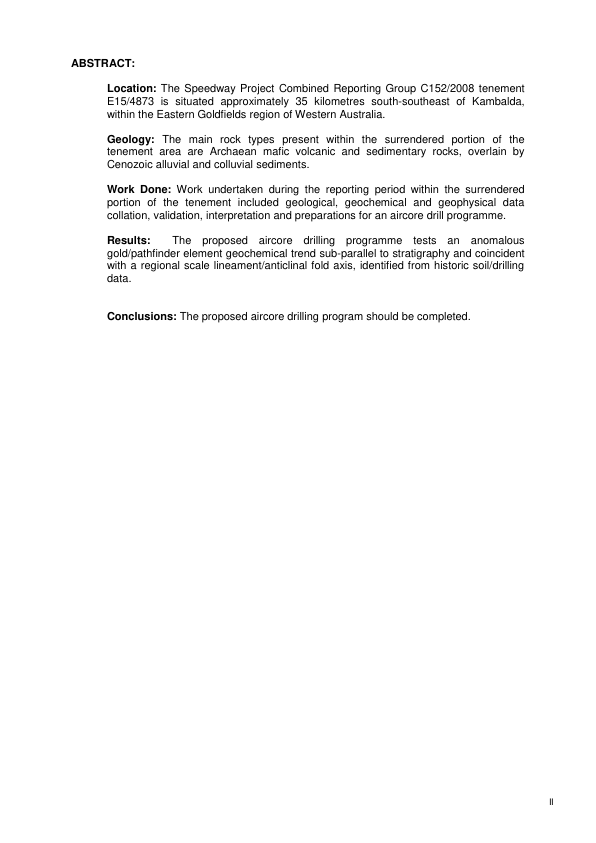 ABSTRACT:
Location: The Speedway Project Combined Reporting Group C152/2008 tenement
E15/4873 is situated approximately 35 kilometres south-southeast of Kambalda,
within the Eastern Goldfields region of Western Australia.
Geology: The main rock types present within the surrendered portion of the
tenement area are Archaean mafic volcanic and sedimentary rocks, overlain by
Cenozoic alluvial and colluvial sediments.
Work Done: Work undertaken during the reporting period within the surrendered
portion of the tenement included geological, geochemical and geophysical data
collation, validation, interpretation and preparations for an aircore drill programme.
Results: The proposed aircore drilling programme tests an anomalous
gold/pathfinder element geochemical trend sub-parallel to stratigraphy and coincident
with a regional scale lineament/anticlinal fold axis, identified from historic soil/drilling
data.
Conclusions: The proposed aircore drilling program should be completed.
II